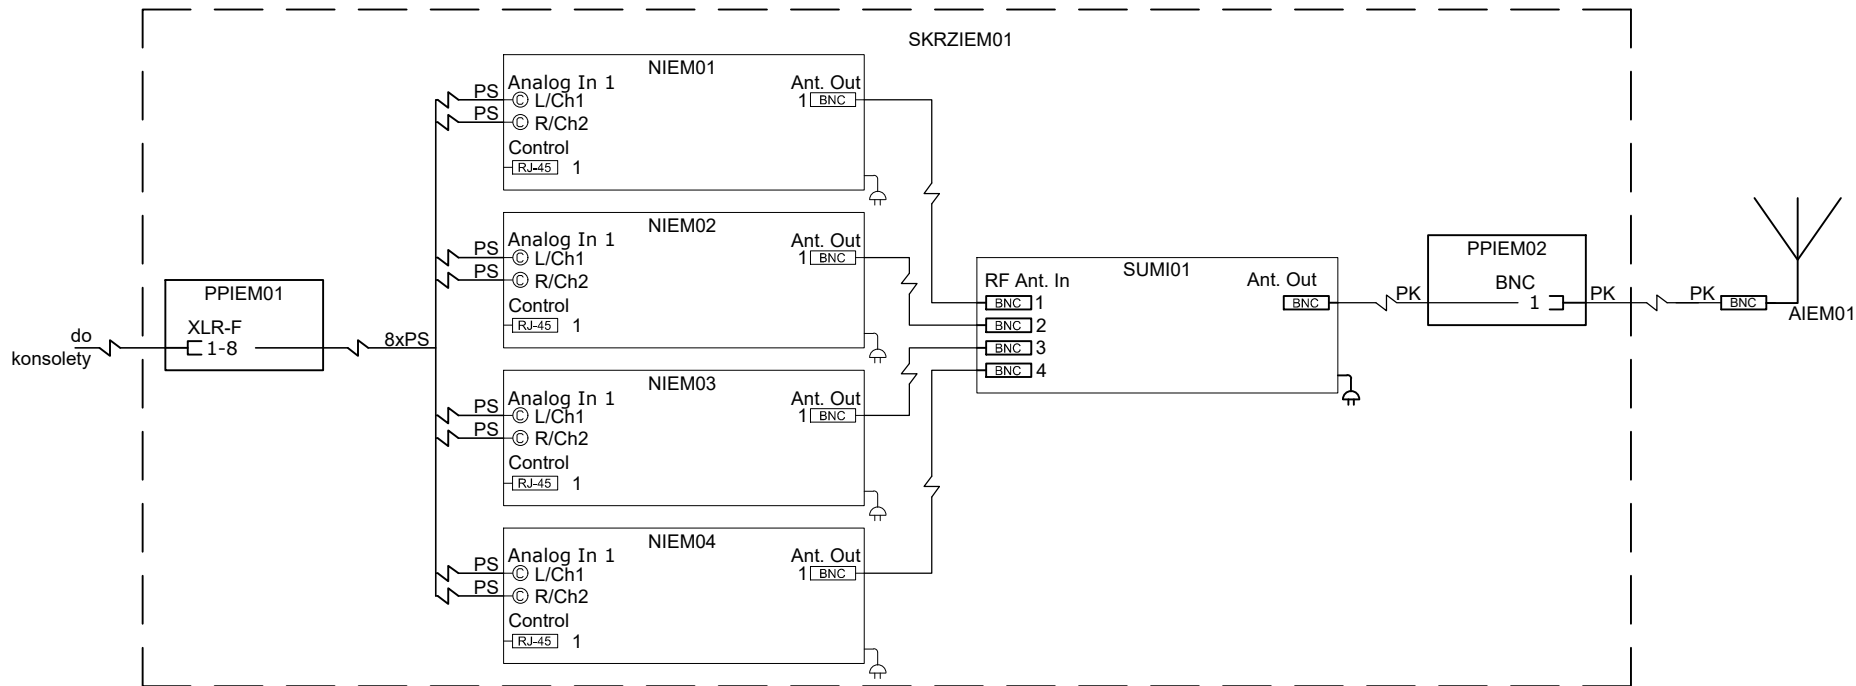 SKRZIEM01
do
konsolety
PPIEM01
XLR-F
1-8
8xPS
NIEM01
Analog In 1
PS © L/Ch1
PS © R/Ch2
Control
RJ-45 1
Ant. Out
1 BNC
NIEM02
Analog In 1
PS © L/Ch1
PS © R/Ch2
Control
RJ-45 1
Ant. Out
1 BNC
NIEM03
Analog In 1
PS © L/Ch1
PS © R/Ch2
Control
RJ-45 1
Ant. Out
1 BNC
NIEM04
Analog In 1
PS © L/Ch1
PS © R/Ch2
Control
RJ-45 1
Ant. Out
1 BNC
SUMI01
RF Ant. In
BNC 1
BNC 2
BNC 3
BNC 4
Ant. Out
BNC
PK
PPIEM02
BNC
1
PK
PK
BNC
AIEM01